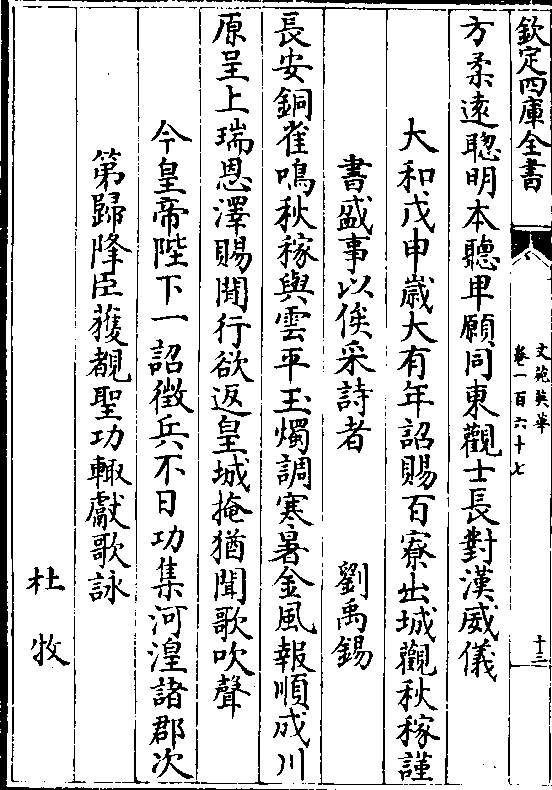 欽定四庫全書
文苑英華
卷一百六十七
十三
方柔逺聰明本聽卑願同東觀士長對漢威儀
大和戊申歳大有年詔賜百寮出城觀秋稼謹
書盛事以俟采詩者 劉禹錫
長安銅雀鳴秋稼與雲平玉燭調寒暑金風報順成川
原呈上瑞恩澤賜閒行欲返皇城掩猶聞歌吹聲
今皇帝陛下一詔徴兵不日功集河湟諸郡次
第歸降臣獲覩聖功輙獻歌詠
杜牧